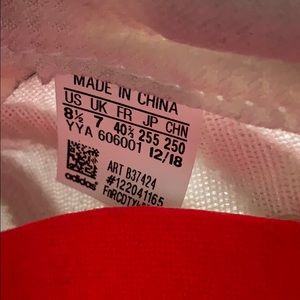 MADE IN CHINA
US UK FR JP CHN
8½ 7 40⅔ 255 250
YYA 606001 12/18
ART B37424
#122041165
adidas